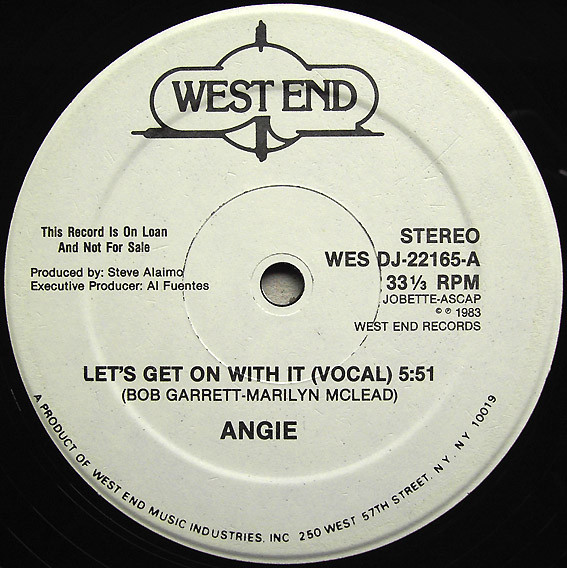 WEST END
This Record Is On Loan
And Not For Sale
Produced by: Steve Alaimo
Executive Producer: Al Fuentes
STEREO
WES DJ-22165-A
33⅓ RPM
JOBETTE-ASCAP
© ℗ 1983
WEST END RECORDS
LET'S GET ON WITH IT (VOCAL) 5:51
(BOB GARRETT-MARILYN MCLEAD)
ANGIE
A PRODUCT OF WEST END MUSIC INDUSTRIES, INC 250 WEST 57TH STREET, N.Y. NY 10019